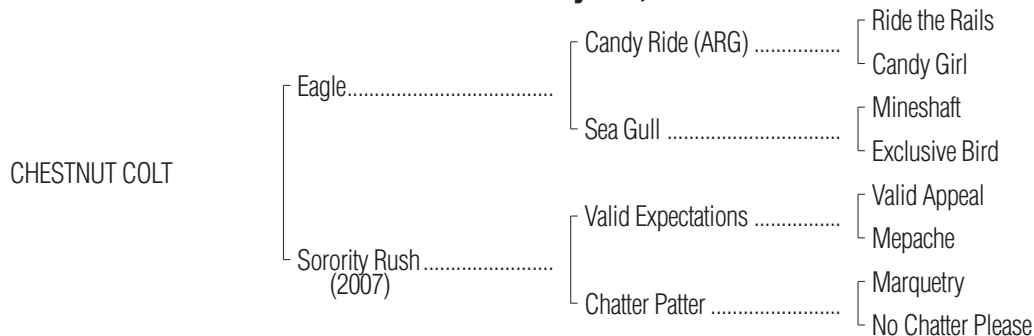 Ride the Rails
Candy Ride (ARG) ................
Candy Girl
Eagle.....................................
Mineshaft
Sea Gull ................................
Exclusive Bird
CHESTNUT COLT
Valid Appeal
Valid Expectations ................
Mepache
Sorority Rush.......................
(2007)
Marquetry
Chatter Patter ........................
No Chatter Please